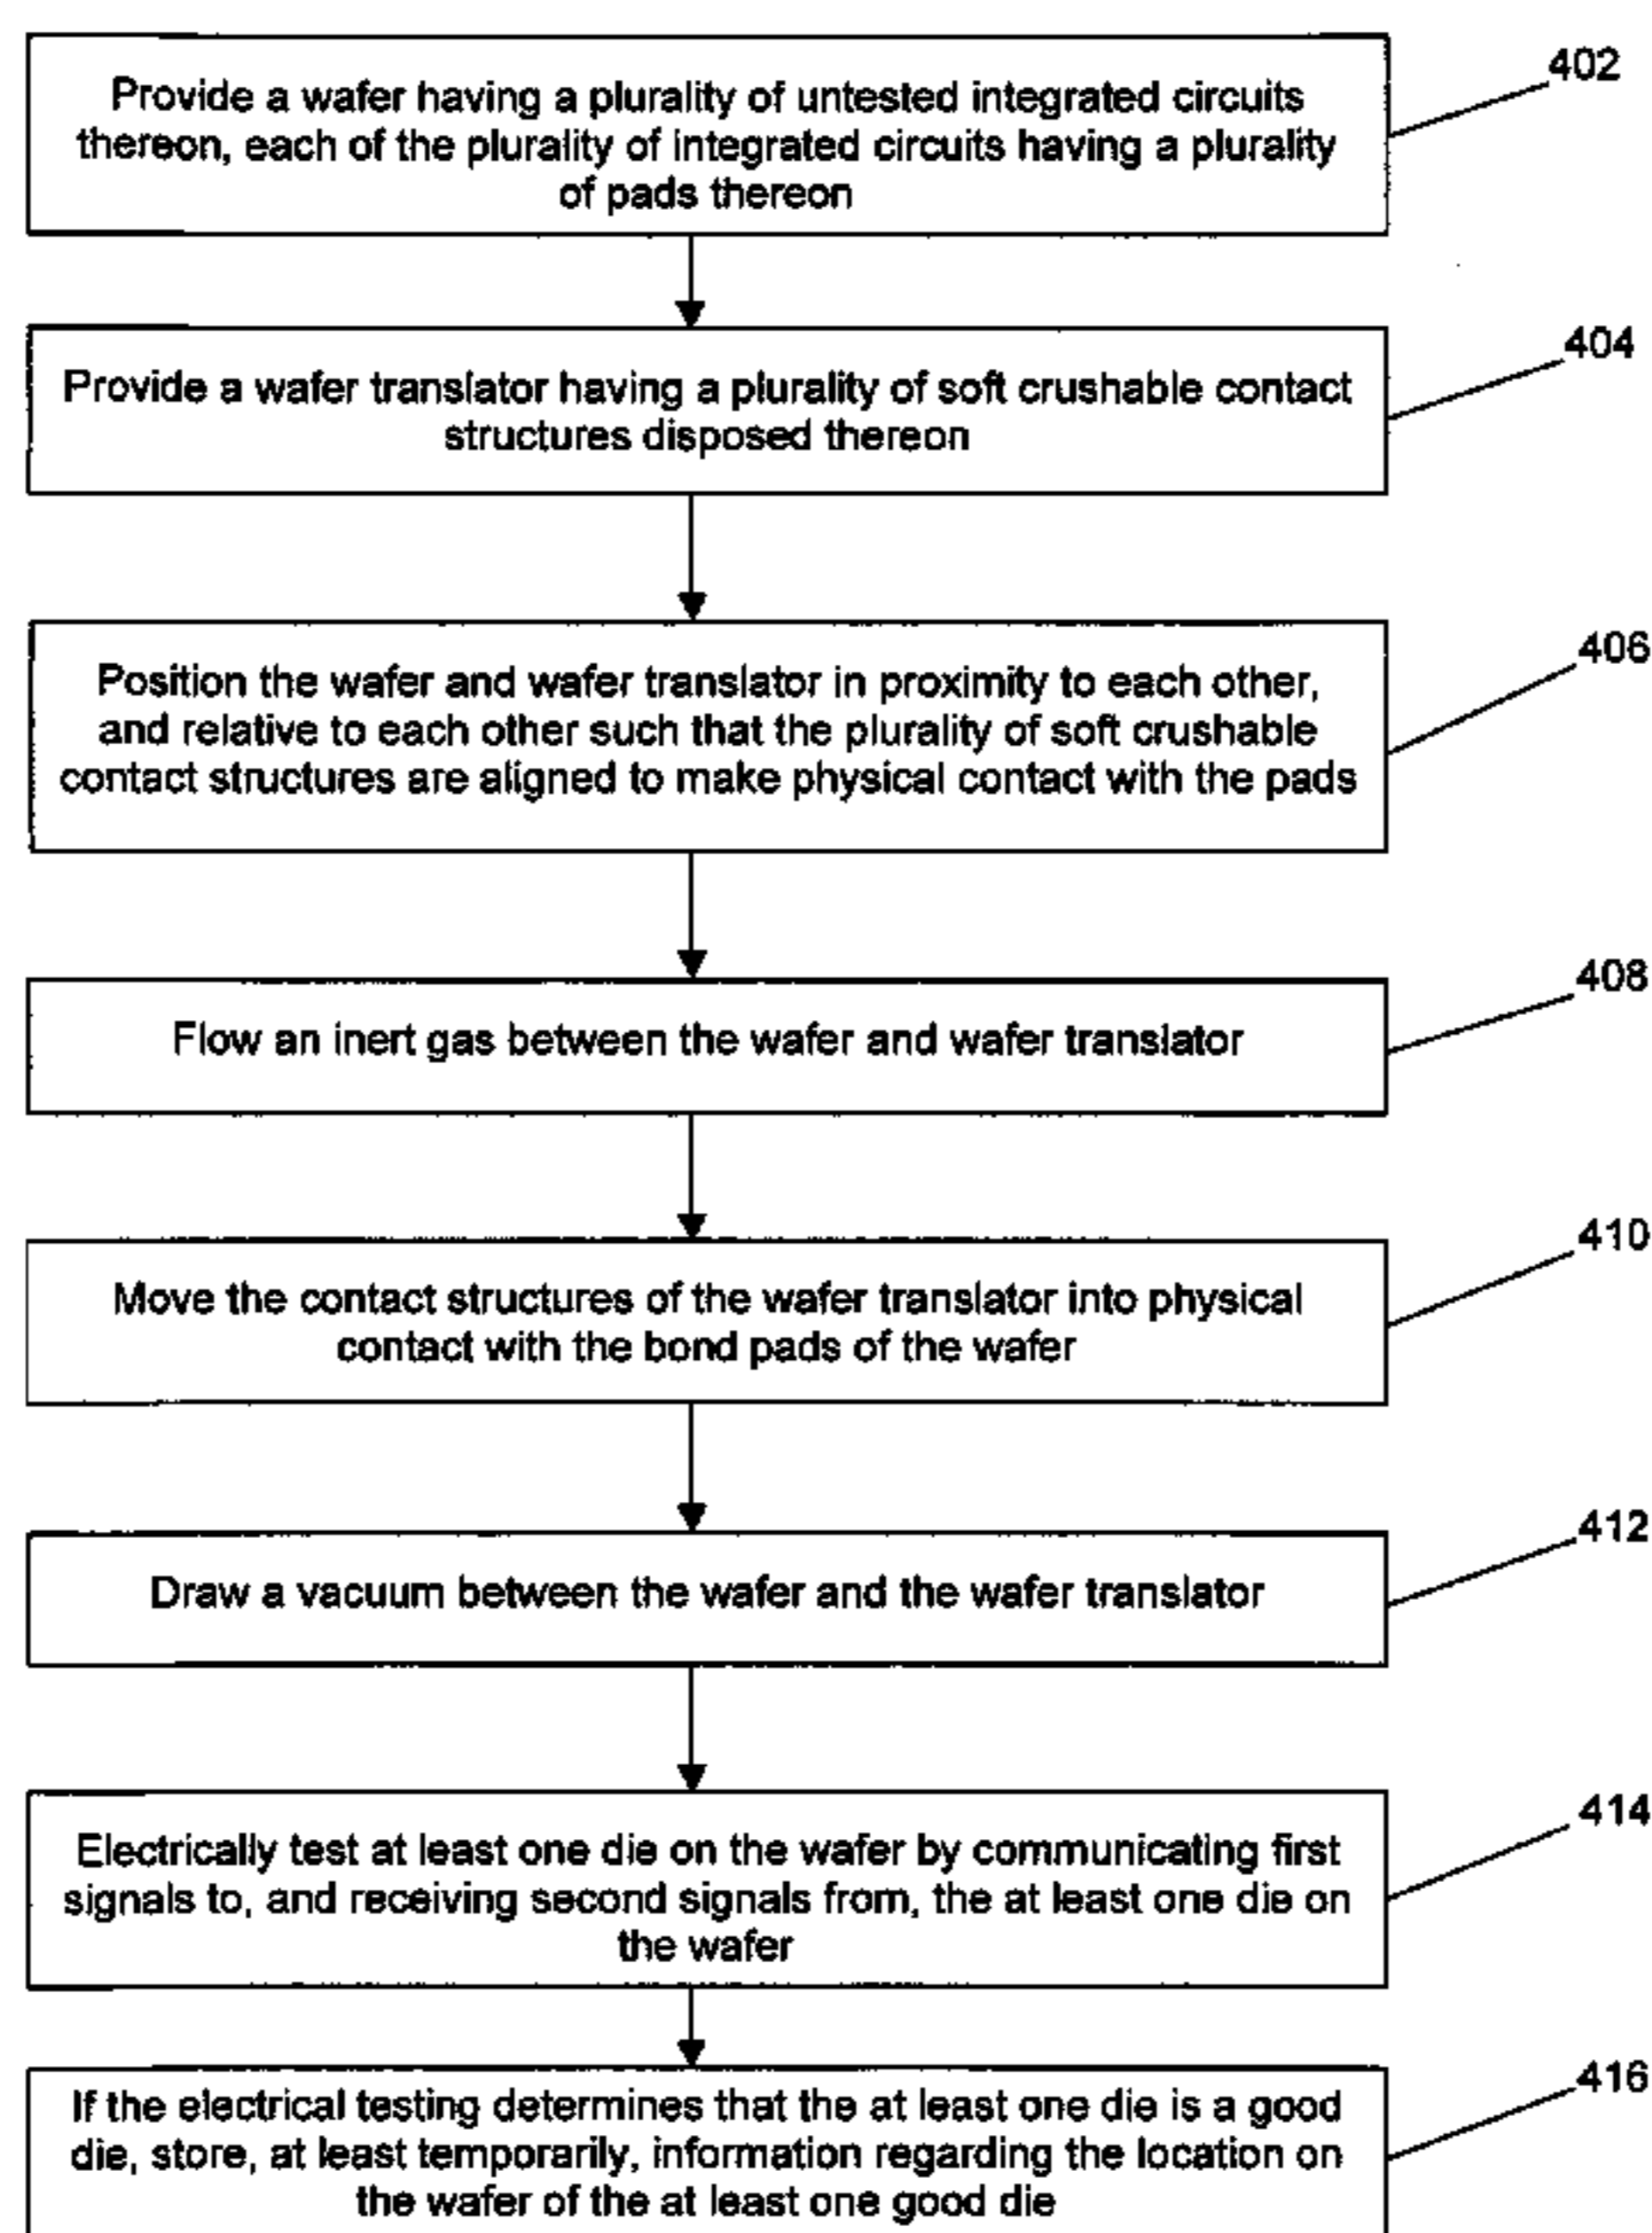 Provide a wafer having a plurality of untested integrated circuits
thereon, each of the plurality of integrated circuits having a plurality
of pads thereon
402
Provide a wafer translator having a plurality of soft crushable contact
structures disposed thereon
404
Position the wafer and wafer translator in proximity to each other,
and relative to each other such that the plurality of soft crushable
contact structures are aligned to make physical contact with the pads
406
Flow an inert gas between the wafer and wafer translator
408
Move the contact structures of the wafer translator into physical
contact with the bond pads of the wafer
410
Draw a vacuum between the wafer and the wafer translator
412
Electrically test at least one die on the wafer by communicating first
signals to, and receiving second signals from, the at least one die on
the wafer
414
If the electrical testing determines that the at least one die is a good
die, store, at least temporarily, information regarding the location on
the wafer of the at least one good die
416